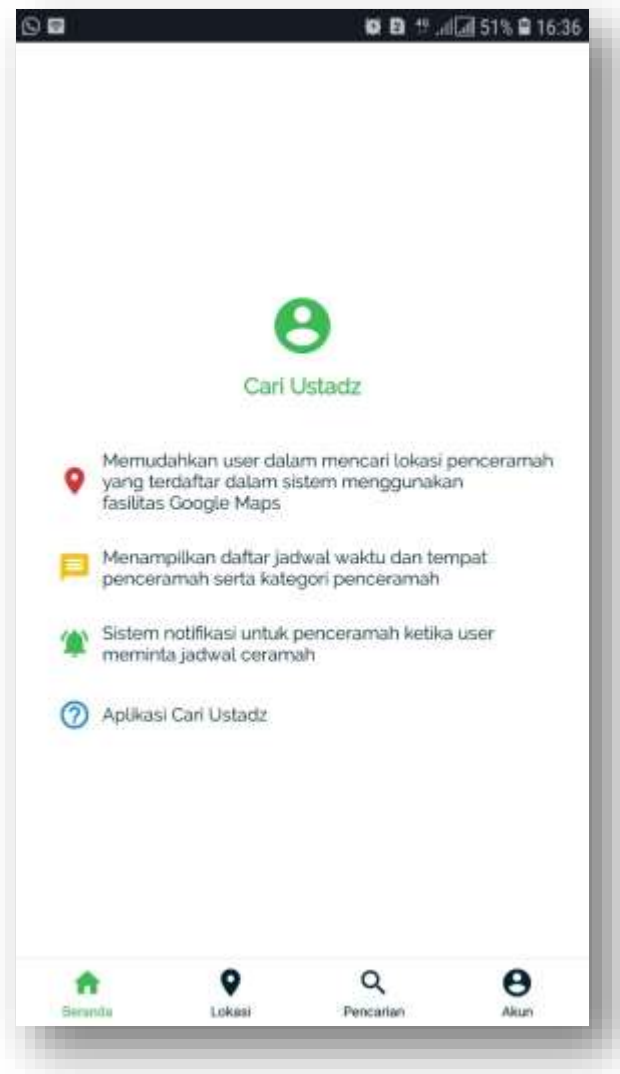 51% 16:36
Cari Ustadz
Memudahkan user dalam mencari lokasi penceramah
yang terdaftar dalam sistem menggunakan
fasilitas Google Maps
Menampilkan daftar jadwal waktu dan tempat
penceramah serta kategori penceramah
Sistem notifikasi untuk penceramah ketika user
meminta jadwal ceramah
Aplikasi Cari Ustadz
Beranda Lokasi Pencarian Akun